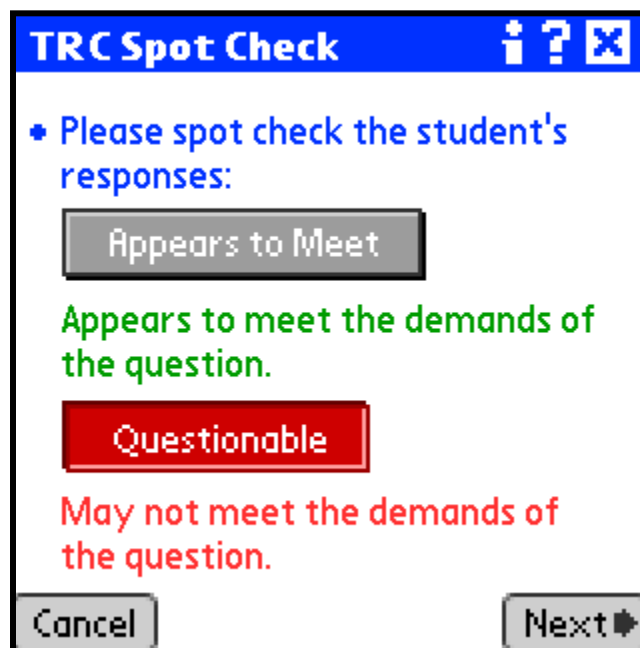 TRC Spot Check i ?
Please spot check the student's
responses:
Appears to Meet
Appears to meet the demands of
the question.
Questionable
May not meet the demands of
the question.
Cancel Next